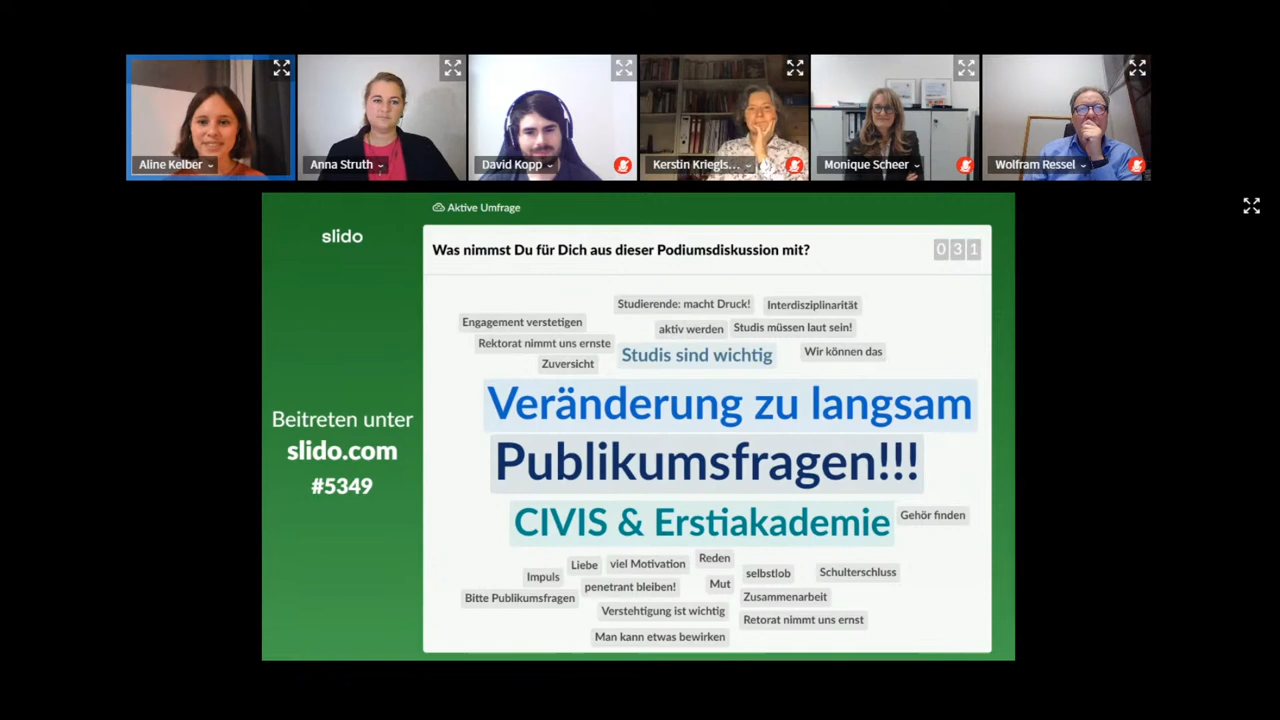 Aline Kelber
Anna Struth
David Kopp
Kerstin Kriegls...
Monique Scheer
Wolfram Ressel
slido
Aktive Umfrage
Was nimmst Du für Dich aus dieser Podiumsdiskussion mit?
031
Beitreten unter
slido.com
#5349
Studierende: macht Druck!
Interdisziplinarität
Engagement verstetigen
aktiv werden
Studis müssen laut sein!
Rektorat nimmt uns ernste
Studis sind wichtig
Wir können das
Zuversicht
Veränderung zu langsam
Publikumsfragen!!!
CIVIS & Erstiakademie
Gehör finden
Reden
Liebe
viel Motivation
Impuls
selbstlob
Schulterschluss
penetrant bleiben!
Mut
Bitte Publikumsfragen
Zusammenarbeit
Verstehtigung ist wichtig
Retorat nimmt uns ernst
Man kann etwas bewirken